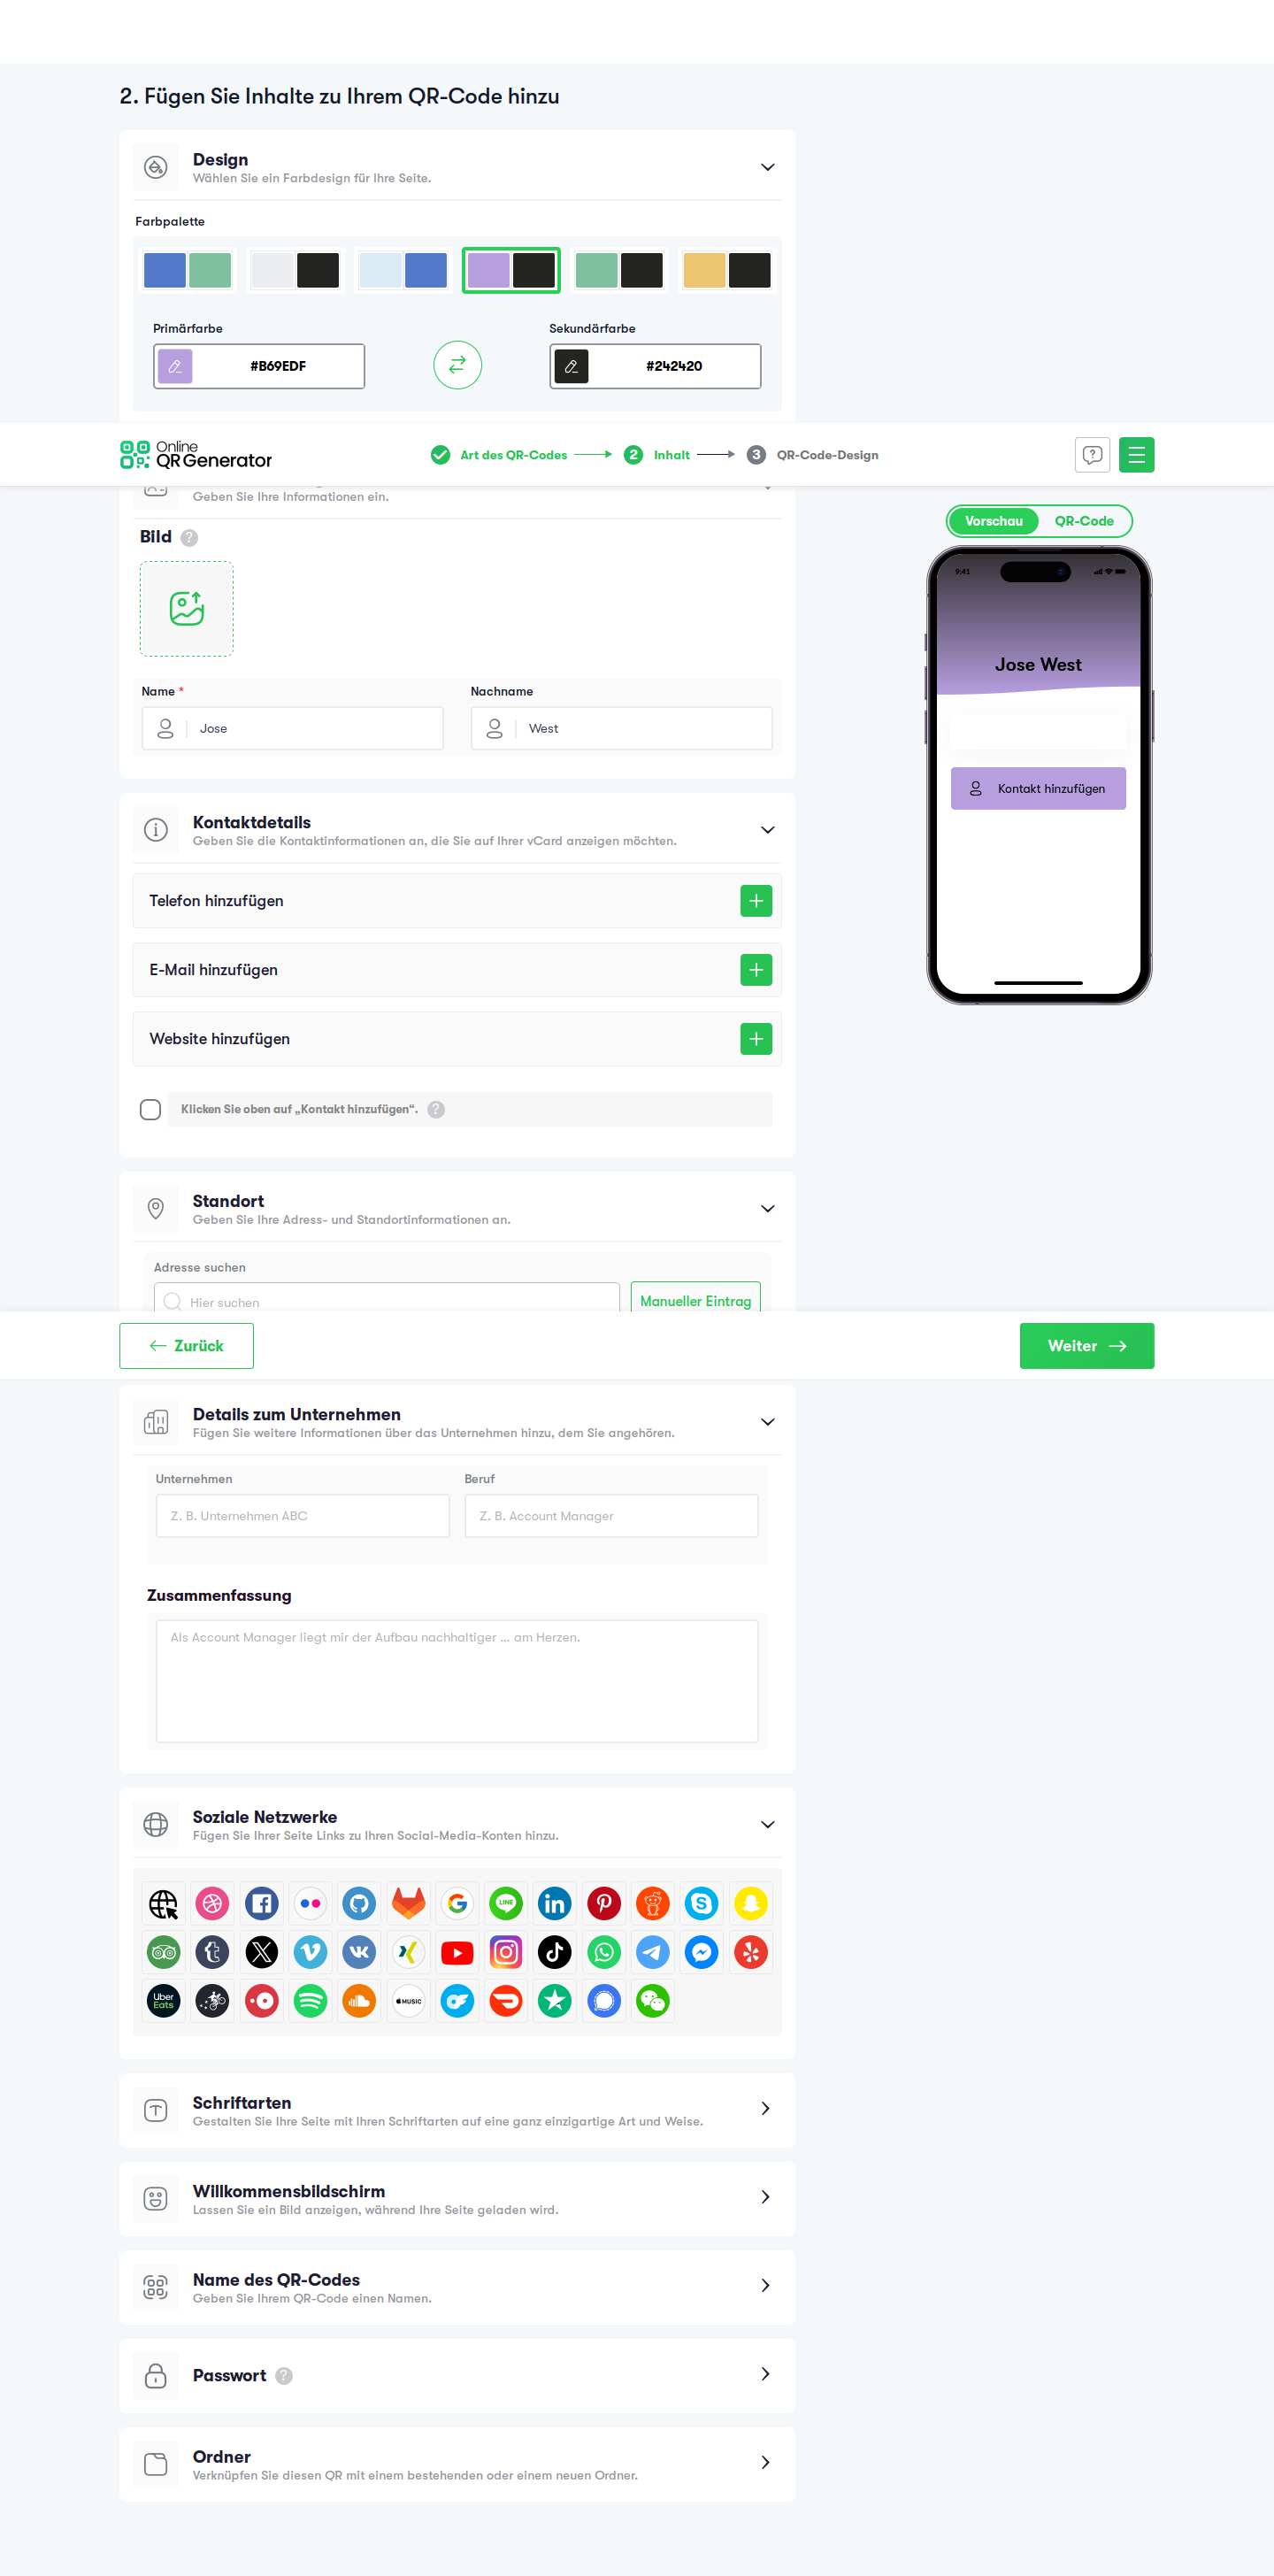 2. Fügen Sie Inhalte zu Ihrem QR-Code hinzu
Design
Wählen Sie ein Farbdesign für Ihre Seite.
Farbpalette
Primärfarbe
Sekundärfarbe
#B69EDF
#242420
Online
QR Generator
Art des QR-Codes
2
Inhalt
3
QR-Code-Design
Geben Sie Ihre Informationen ein.
Vorschau
QR-Code
Bild ?
9:41
Jose West
Kontakt hinzufügen
Name *
Nachname
Jose
West
Kontaktdetails
Geben Sie die Kontaktinformationen an, die Sie auf Ihrer vCard anzeigen möchten.
Telefon hinzufügen
E-Mail hinzufügen
Website hinzufügen
Klicken Sie oben auf „Kontakt hinzufügen“. ?
Standort
Geben Sie Ihre Adress- und Standortinformationen an.
Adresse suchen
Hier suchen
Manueller Eintrag
Zurück
Weiter
Details zum Unternehmen
Fügen Sie weitere Informationen über das Unternehmen hinzu, dem Sie angehören.
Unternehmen
Beruf
Z. B. Unternehmen ABC
Z. B. Account Manager
Zusammenfassung
Als Account Manager liegt mir der Aufbau nachhaltiger ... am Herzen.
Soziale Netzwerke
Fügen Sie Ihrer Seite Links zu Ihren Social-Media-Konten hinzu.
LINE
Uber
Eats
MUSIC
Schriftarten
Gestalten Sie Ihre Seite mit Ihren Schriftarten auf eine ganz einzigartige Art und Weise.
Willkommensbildschirm
Lassen Sie ein Bild anzeigen, während Ihre Seite geladen wird.
Name des QR-Codes
Geben Sie Ihrem QR-Code einen Namen.
Passwort ?
Ordner
Verknüpfen Sie diesen QR mit einem bestehenden oder einem neuen Ordner.